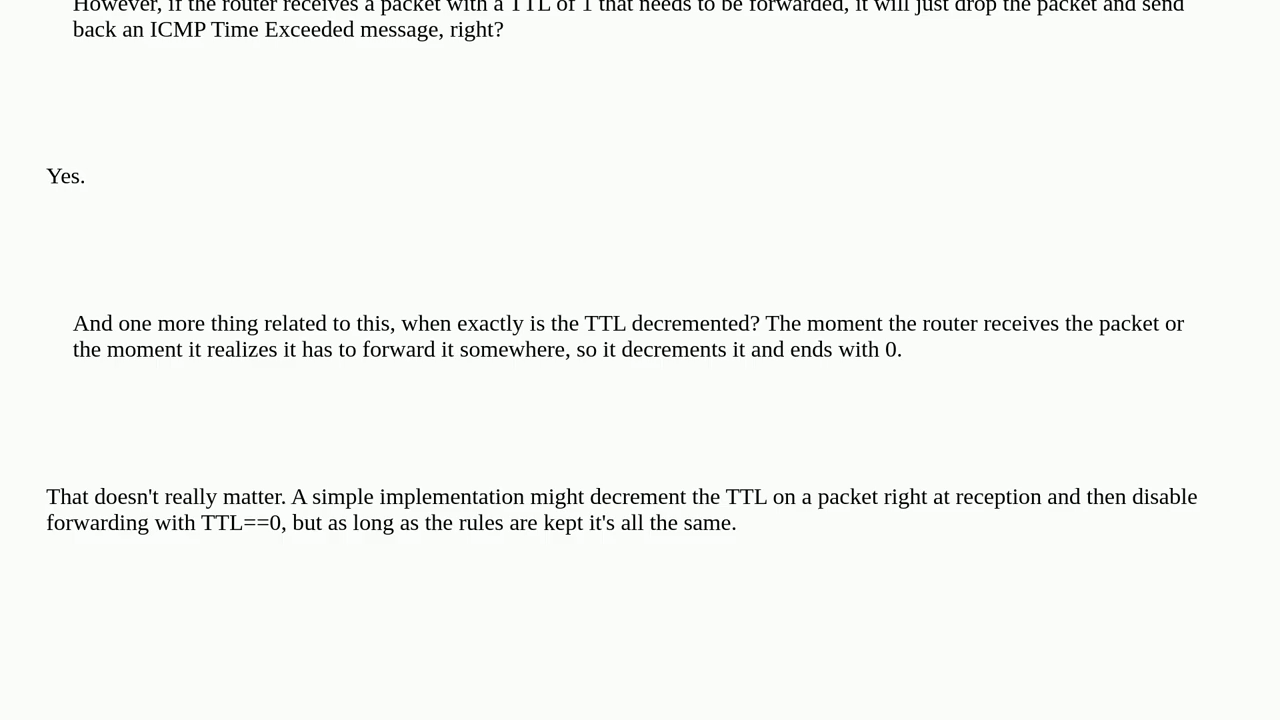 However, if the router receives a packet with a TTL of 1 that needs to be forwarded, it will just drop the packet and send
back an ICMP Time Exceeded message, right?
Yes.
And one more thing related to this, when exactly is the TTL decremented? The moment the router receives the packet or
the moment it realizes it has to forward it somewhere, so it decrements it and ends with 0.
That doesn't really matter. A simple implementation might decrement the TTL on a packet right at reception and then disable
forwarding with TTL==0, but as long as the rules are kept it's all the same.